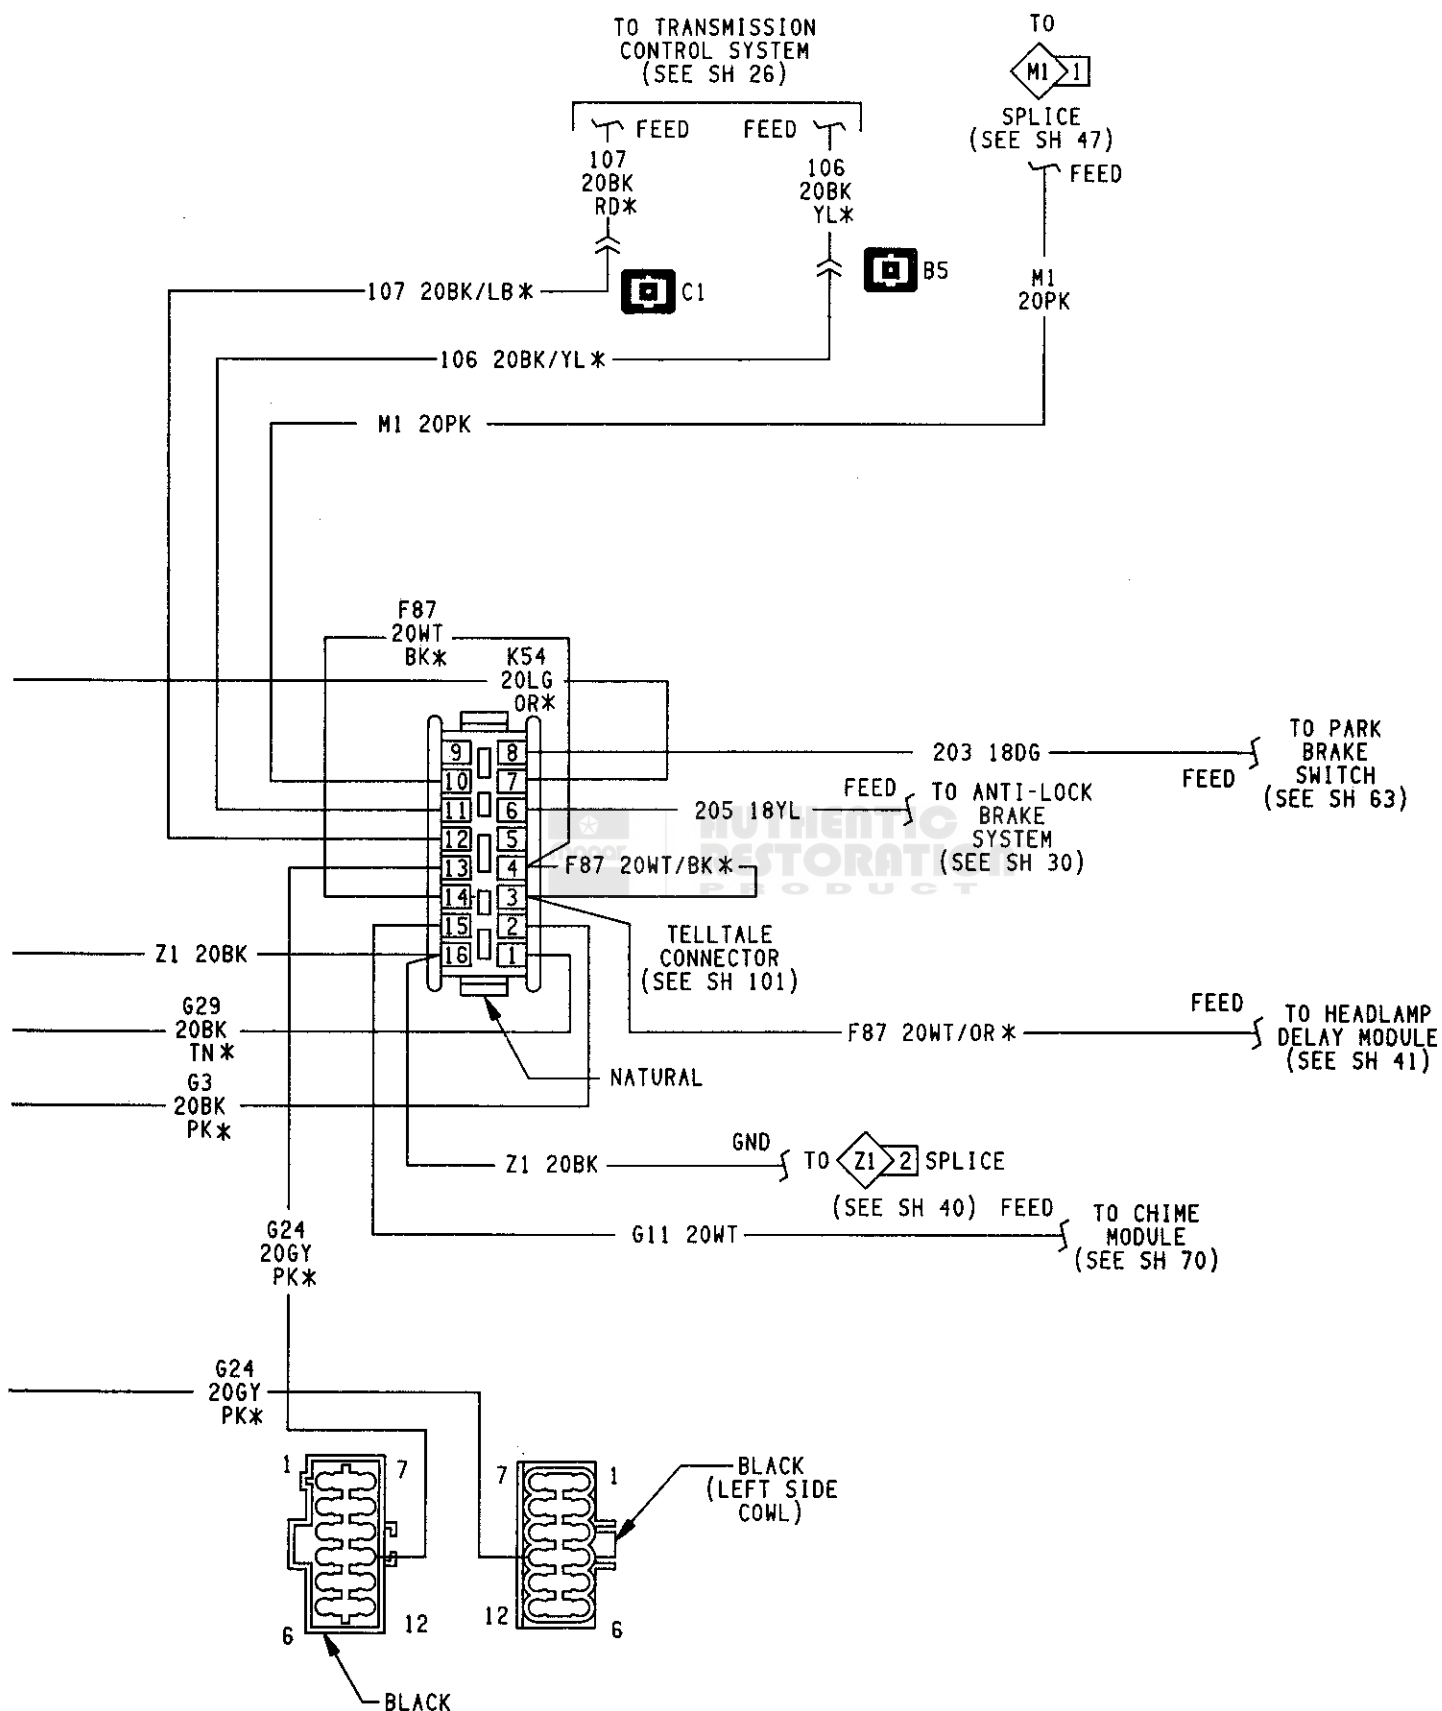 TO TRANSMISSION
CONTROL SYSTEM
(SEE SH 26)
TO
M1 1
SPLICE
(SEE SH 47)
FEED
FEED
FEED
107
20BK
RD*
106
20BK
YL*
C1
B5
M1
20PK
107 20BK/LB*
106 20BK/YL*
M1 20PK
F87
20WT
BK*
K54
20LG
OR*
9 8
10 7
11 6
12 5
13 4
14 3
15 2
16 1
203 18DG
FEED
TO PARK
BRAKE
SWITCH
(SEE SH 63)
205 18YL
FEED
TO ANTI-LOCK
BRAKE
SYSTEM
(SEE SH 30)
mopar
AUTHENTIC
RESTORATION
PRODUCT
F87 20WT/BK*
TELLTALE
CONNECTOR
(SEE SH 101)
Z1 20BK
G29
20BK
TN*
G3
20BK
PK*
NATURAL
F87 20WT/OR*
FEED
TO HEADLAMP
DELAY MODULE
(SEE SH 41)
Z1 20BK
GND
TO Z1 2 SPLICE
(SEE SH 40)
G11 20WT
FEED
TO CHIME
MODULE
(SEE SH 70)
G24
20GY
PK*
G24
20GY
PK*
1 7
6 12
BLACK
7 1
12 6
BLACK
(LEFT SIDE
COWL)